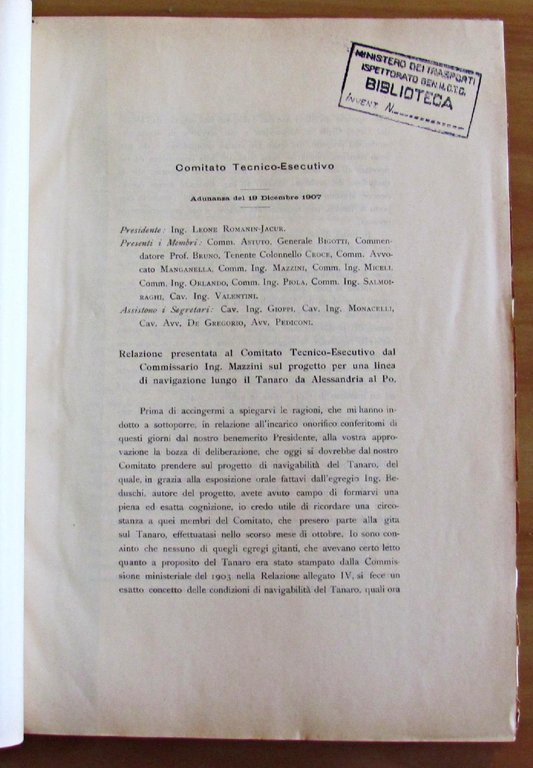 MINISTERO DEI TRASPORTI
ISPETTORATO GEN. M.C.T.C.
BIBLIOTECA
INVENT N.
Comitato Tecnico-Esecutivo
Adunanza del 19 Dicembre 1907
Presidente: Ing. LEONE ROMANIN-JACUR.
Presenti i Membri: Comm. ASTUTO, Generale BIGOTTI, Commen-
datore Prof. BRUNO, Tenente Colonnello CROCE, Comm. Avvo-
cato MANGANELLA, Comm. Ing. MAZZINI, Comm. Ing. MICELI,
Comm. Ing. ORLANDO, Comm. Ing. PIOLA, Comm. Ing. SALMOI-
RAGHI, Cav. Ing. VALENTINI.
Assistono i Segretari: Cav. Ing. GIOPPI, Cav. Ing. MONACELLI,
Cav. Avv. DE GREGORIO, Avv. PEDICONI.
Relazione presentata al Comitato Tecnico-Esecutivo dal
Commissario Ing. Mazzini sul progetto per una linea
di navigazione lungo il Tanaro da Alessandria al Po.
Prima di accingermi a spiegarvi le ragioni, che mi hanno in-
dotto a sottoporre, in relazione all'incarico onorifico conferitomi di
questi giorni dal nostro benemerito Presidente, alla vostra appro-
vazione la bozza di deliberazione, che oggi si dovrebbe dal nostro
Comitato prendere sul progetto di navigabilità del Tanaro, del
quale, in grazia alla esposizione orale fattavi dall'egregio Ing. Be-
duschi, autore del progetto, avete avuto campo di formarvi una
piena ed esatta cognizione, io credo utile di ricordare una circo-
stanza a quei membri del Comitato, che presero parte alla gita
sul Tanaro, effettuatasi nello scorso mese di ottobre. Io sono con-
vinto che nessuno di quegli egregi gitanti, che avevano certo letto
quanto a proposito del Tanaro era stato stampato dalla Commis-
sione ministeriale del 1903 nella Relazione allegato IV, si fece un
esatto concetto delle condizioni di navigabilità del Tanaro, quali ora